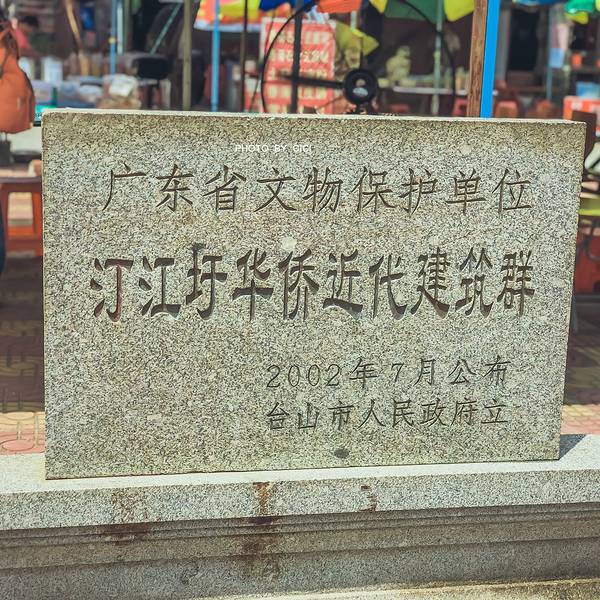 PHOTO BY CICI
广东省文物保护单位
汀江圩华侨近代建筑群
2002年7月公布
台山市人民政府立